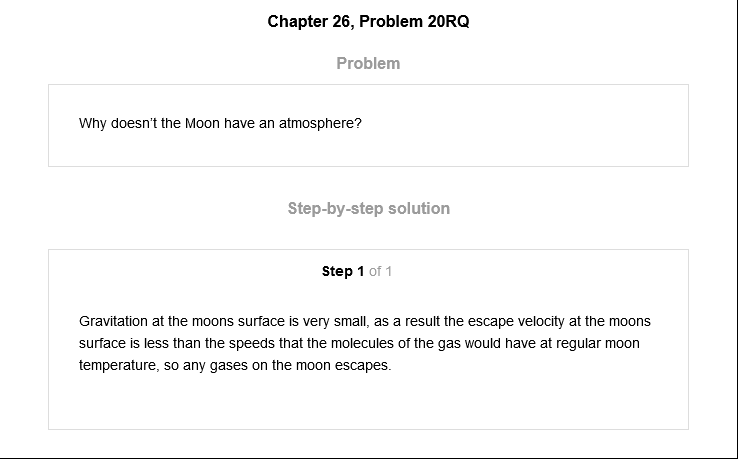 Chapter 26, Problem 20RQ
Problem
Why doesn't the Moon have an atmosphere?
Step-by-step solution
Step 1 of 1
Gravitation at the moons surface is very small, as a result the escape velocity at the moons
surface is less than the speeds that the molecules of the gas would have at regular moon
temperature, so any gases on the moon escapes.